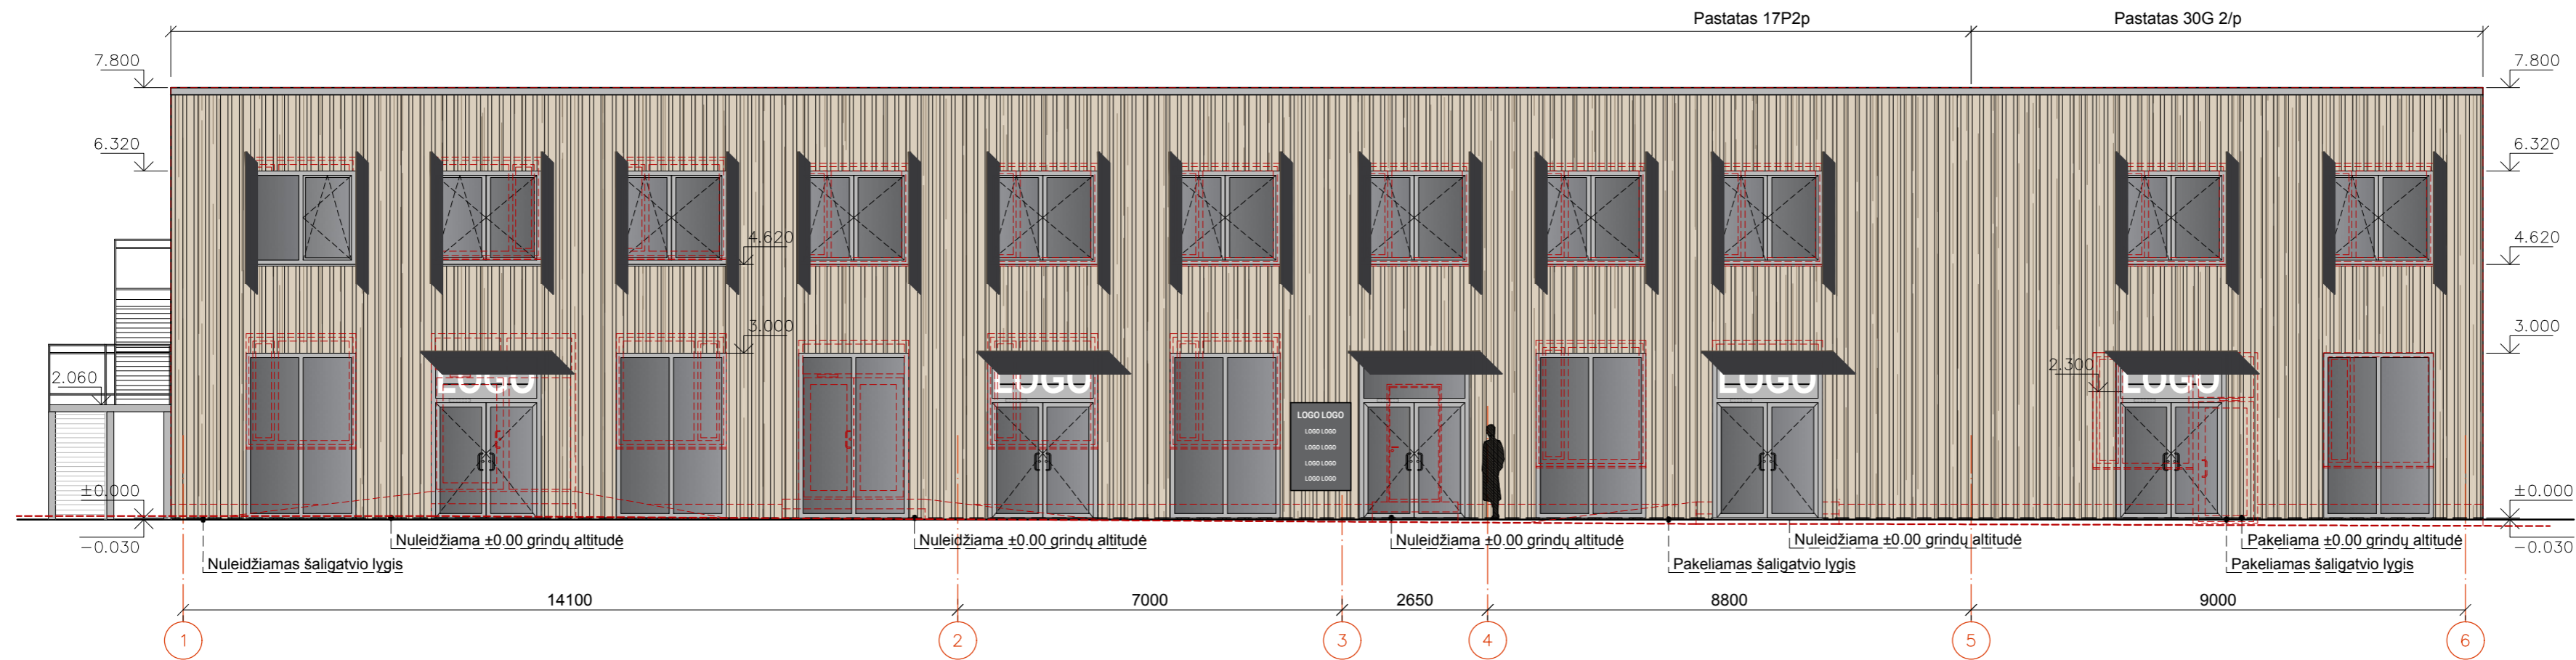 Pastatas 17P2p
Pastatas 30G 2/p
7.800
7.800
6.320
6.320
4.620
4.620
3.000
3.000
2.060
2.300
LOGO
LOGO
LOGO
LOGO
LOGO LOGO
LOGO LOGO
LOGO LOGO
LOGO LOGO
LOGO LOGO
±0.000
±0.000
-0.030
-0.030
Nuleidžiama ±0.00 grindų altitudė
Nuleidžiama ±0.00 grindų altitudė
Nuleidžiama ±0.00 grindų altitudė
Nuleidžiama ±0.00 grindų altitudė
Pakeliama ±0.00 grindų altitudė
Nuleidžiamas šaligatvio lygis
Pakeliamas šaligatvio lygis
Pakeliamas šaligatvio lygis
14100
7000
2650
8800
9000
1
2
3
4
5
6